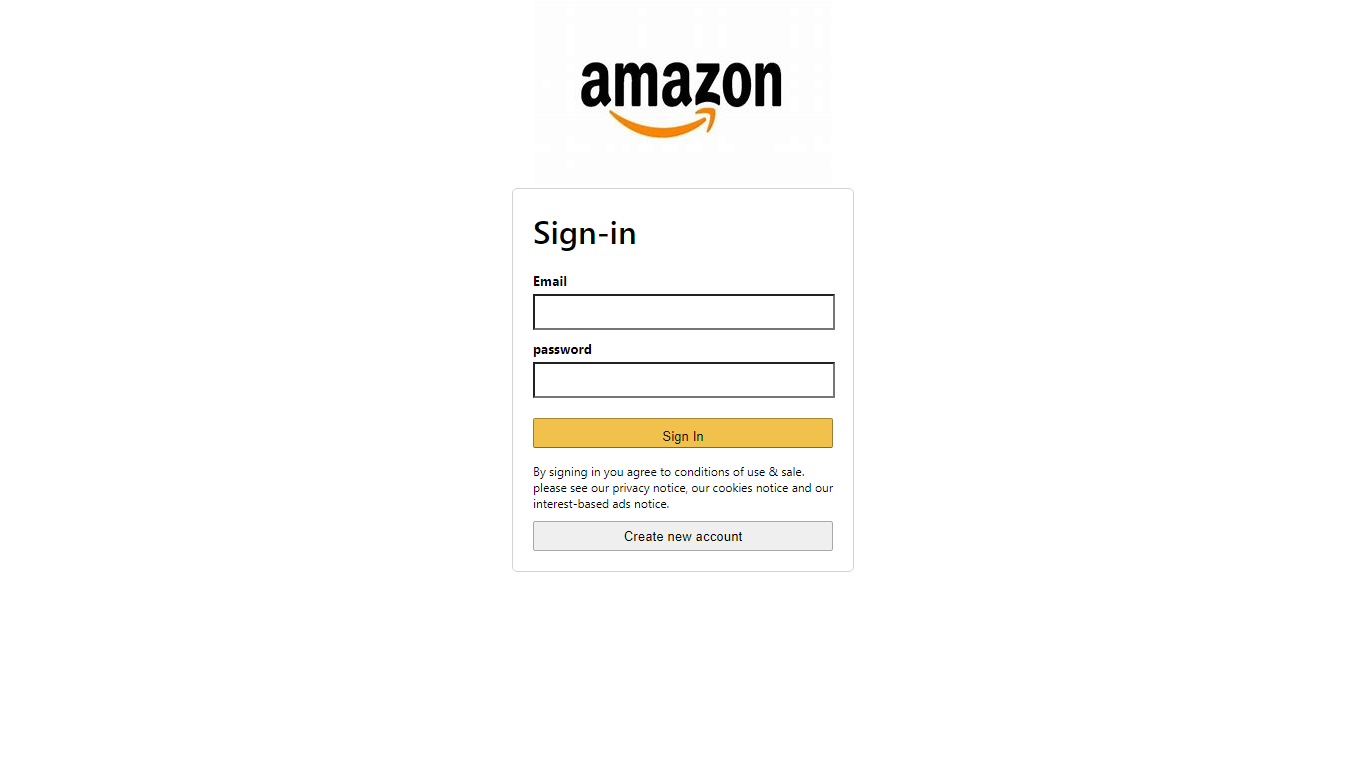 amazon
Sign-in
Email
password
Sign In
By signing in you agree to conditions of use & sale.
please see our privacy notice, our cookies notice and our
interest-based ads notice.
Create new account